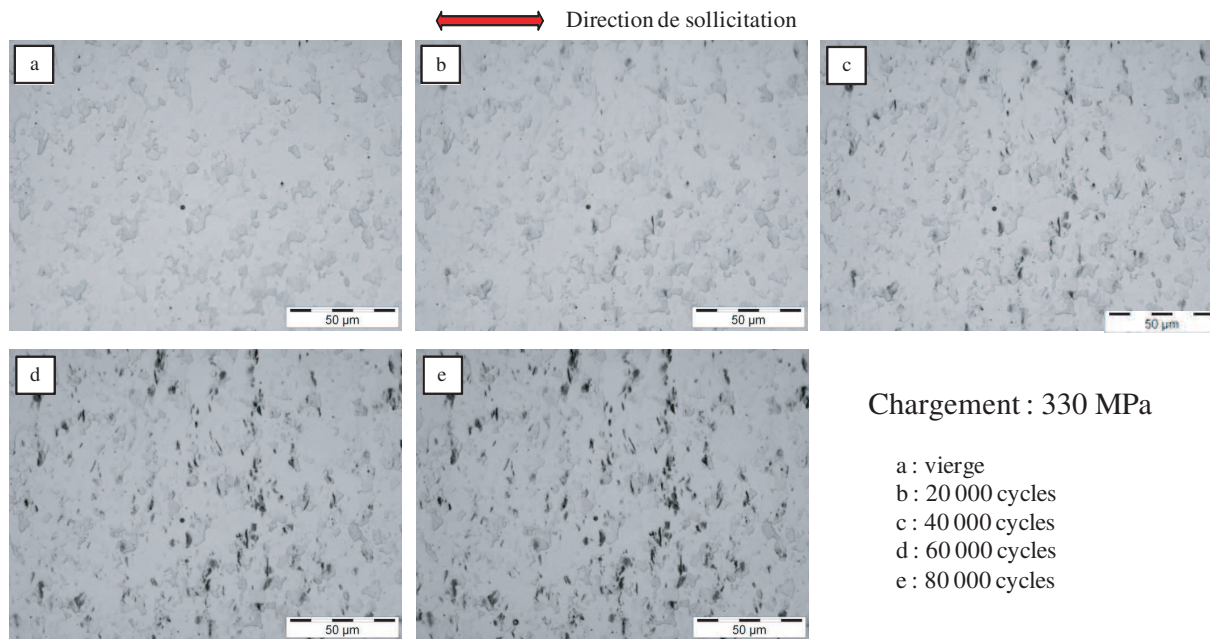 Direction de sollicitation
a
b
c
50 µm
50 µm
50 µm
d
e
50 µm
50 µm
Chargement : 330 MPa
a : vierge
b : 20 000 cycles
c : 40 000 cycles
d : 60 000 cycles
e : 80 000 cycles